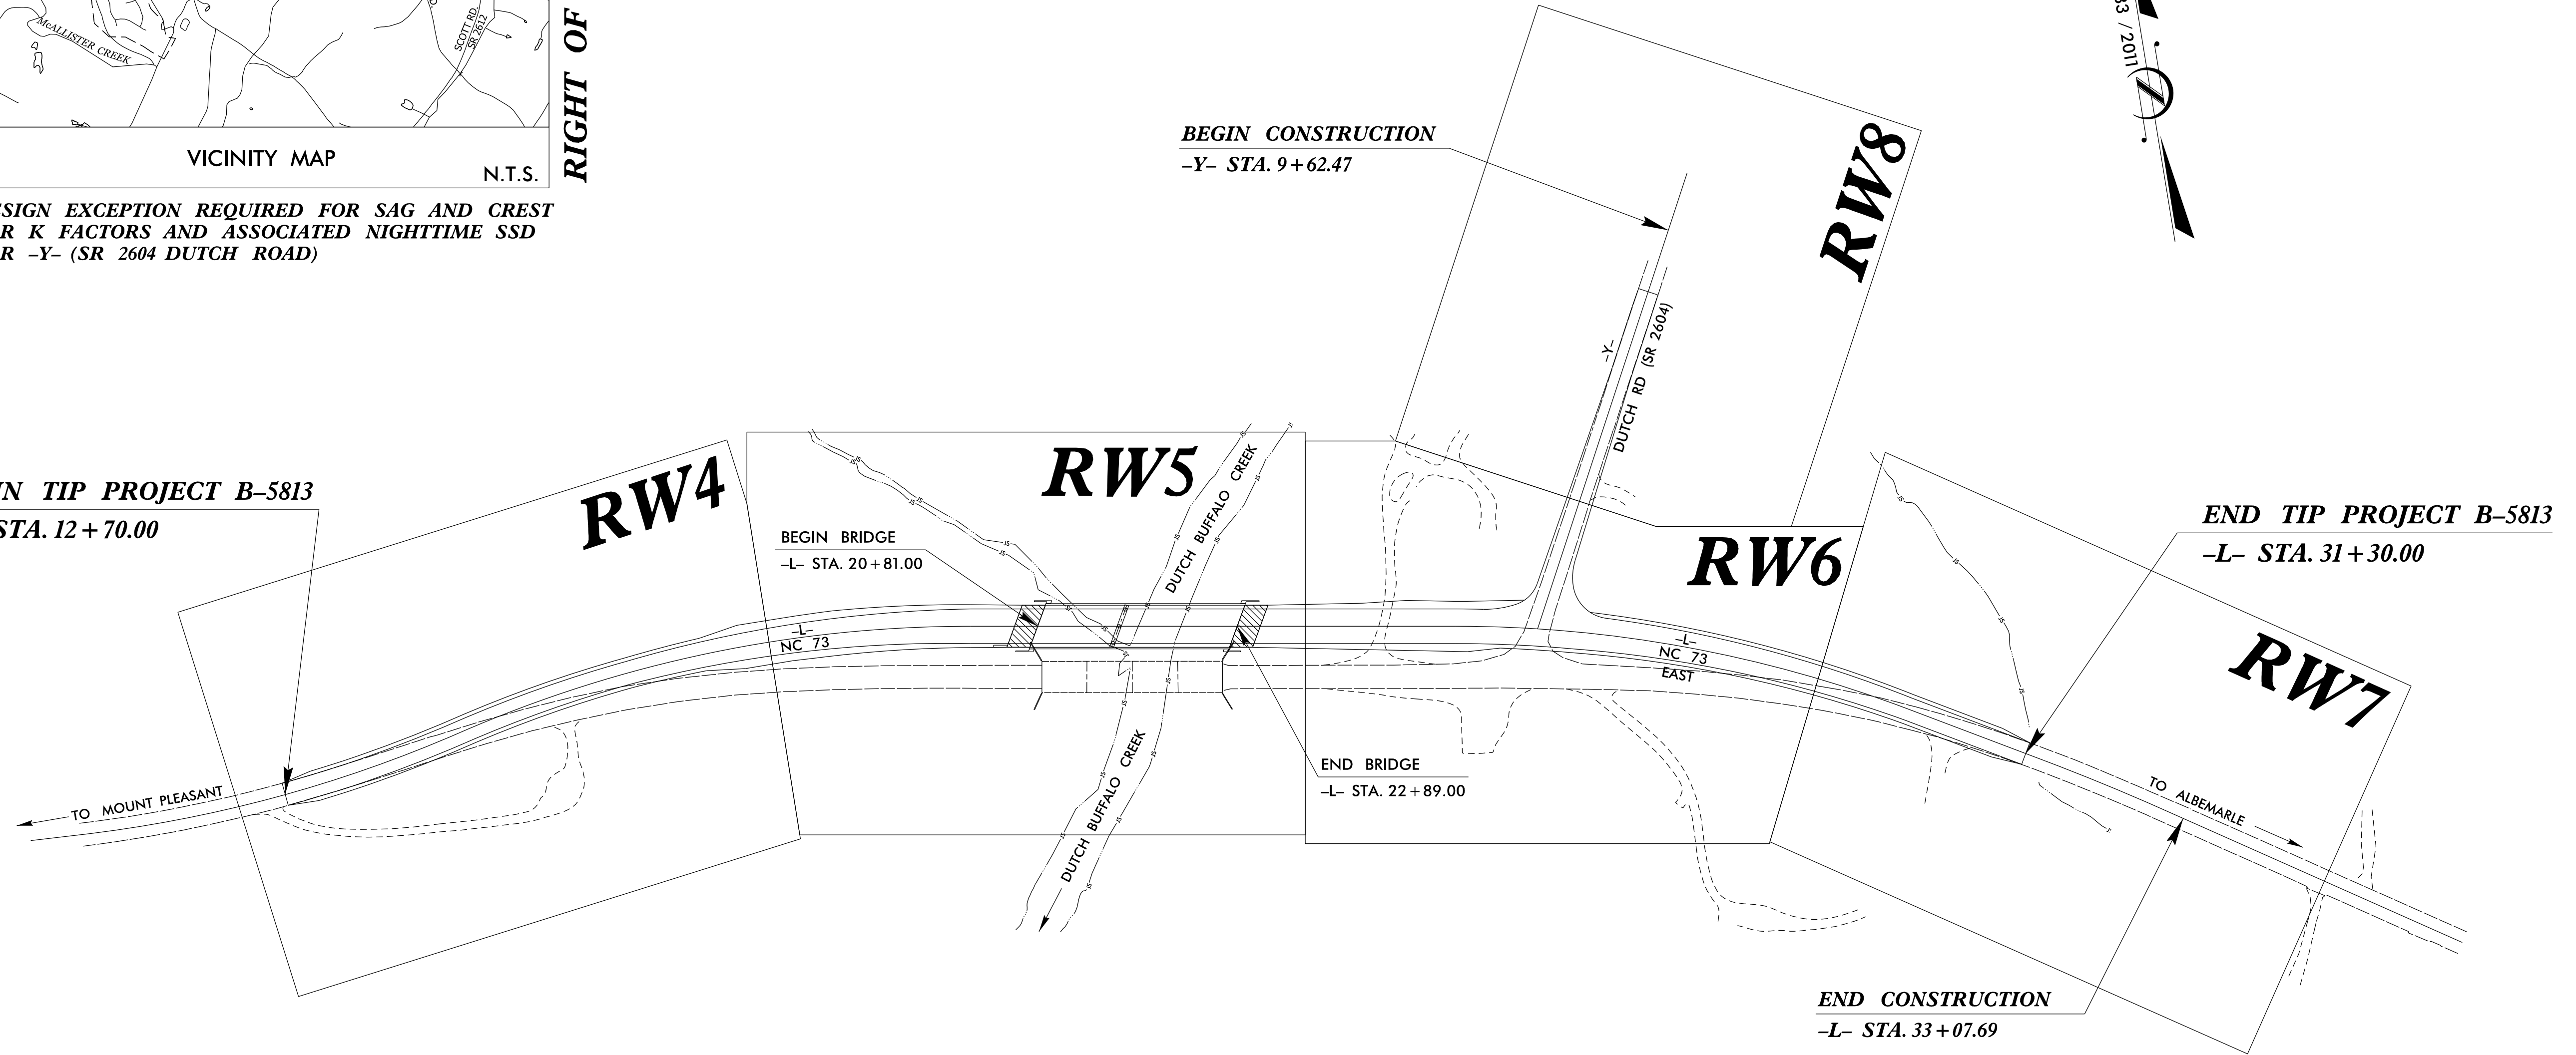 McALLISTER CREEK
SCOTT RD.
SR 2612
VICINITY MAP
N.T.S.
RIGHT OF
SIGN EXCEPTION REQUIRED FOR SAG AND CREST
R K FACTORS AND ASSOCIATED NIGHTTIME SSD
R –Y– (SR 2604 DUTCH ROAD)
83 / 2011
BEGIN CONSTRUCTION
–Y– STA. 9+62.47
RW8
–Y–
DUTCH RD (SR 2604)
IN TIP PROJECT B–5813
STA. 12+70.00
RW4
RW5
BEGIN BRIDGE
–L– STA. 20+81.00
DUTCH BUFFALO CREEK
RW6
END TIP PROJECT B–5813
–L– STA. 31+30.00
RW7
–L–
NC 73
–L–
NC 73
EAST
TO MOUNT PLEASANT
DUTCH BUFFALO CREEK
END BRIDGE
–L– STA. 22+89.00
TO ALBEMARLE
END CONSTRUCTION
–L– STA. 33+07.69